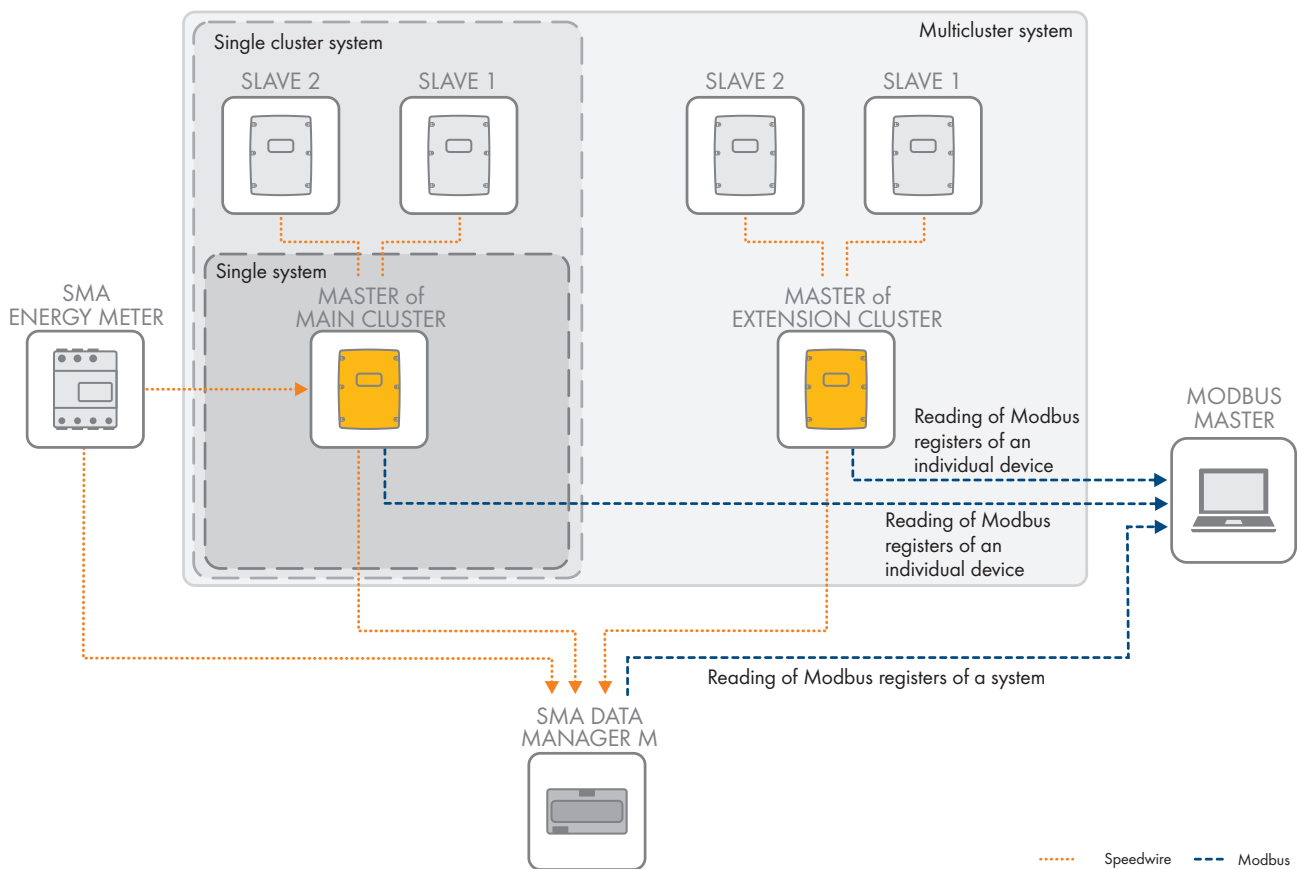 Single cluster system
Multicluster system
SLAVE 2
SLAVE 1
SLAVE 2
SLAVE 1
Single system
SMA
ENERGY METER
MASTER of
MAIN CLUSTER
MASTER of
EXTENSION CLUSTER
MODBUS
MASTER
Reading of Modbus
registers of an
individual device
Reading of Modbus
registers of an
individual device
Reading of Modbus registers of a system
SMA DATA
MANAGER M
Speedwire
Modbus